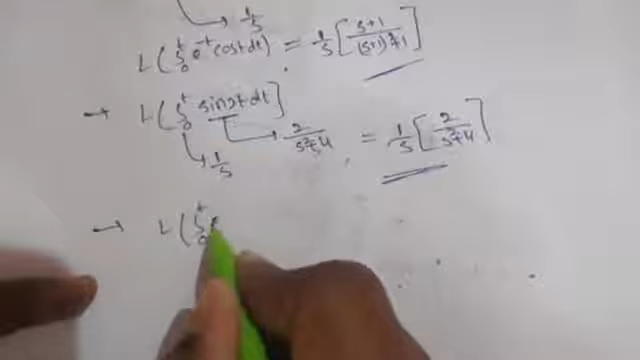 → 1/s
L(∫₀ᵗ e⁻ᵗ cost dt) = 1/s [s+1/(s+1)²+1]
→ L(∫₀ᵗ sin2t dt]
→ 2/s²+4 = 1/s [2/s²+4]
→ 1/s
→ L(∫₀ᵗ